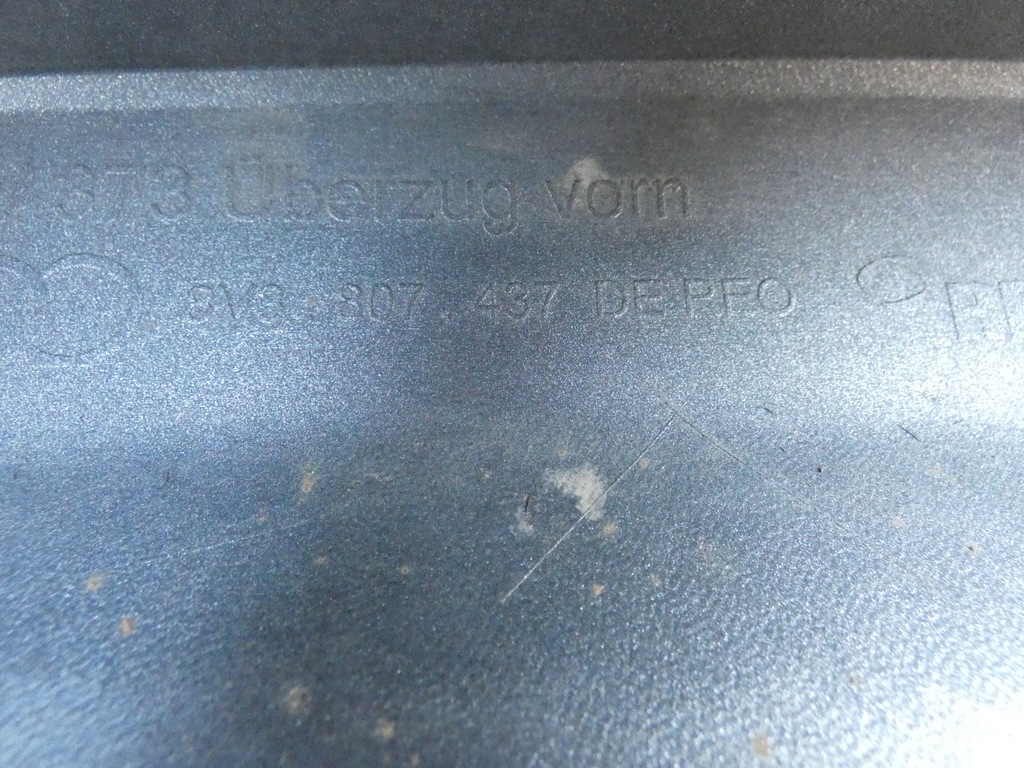 373 Überzug vorn
8V3 . 807 . 437 DE PFO